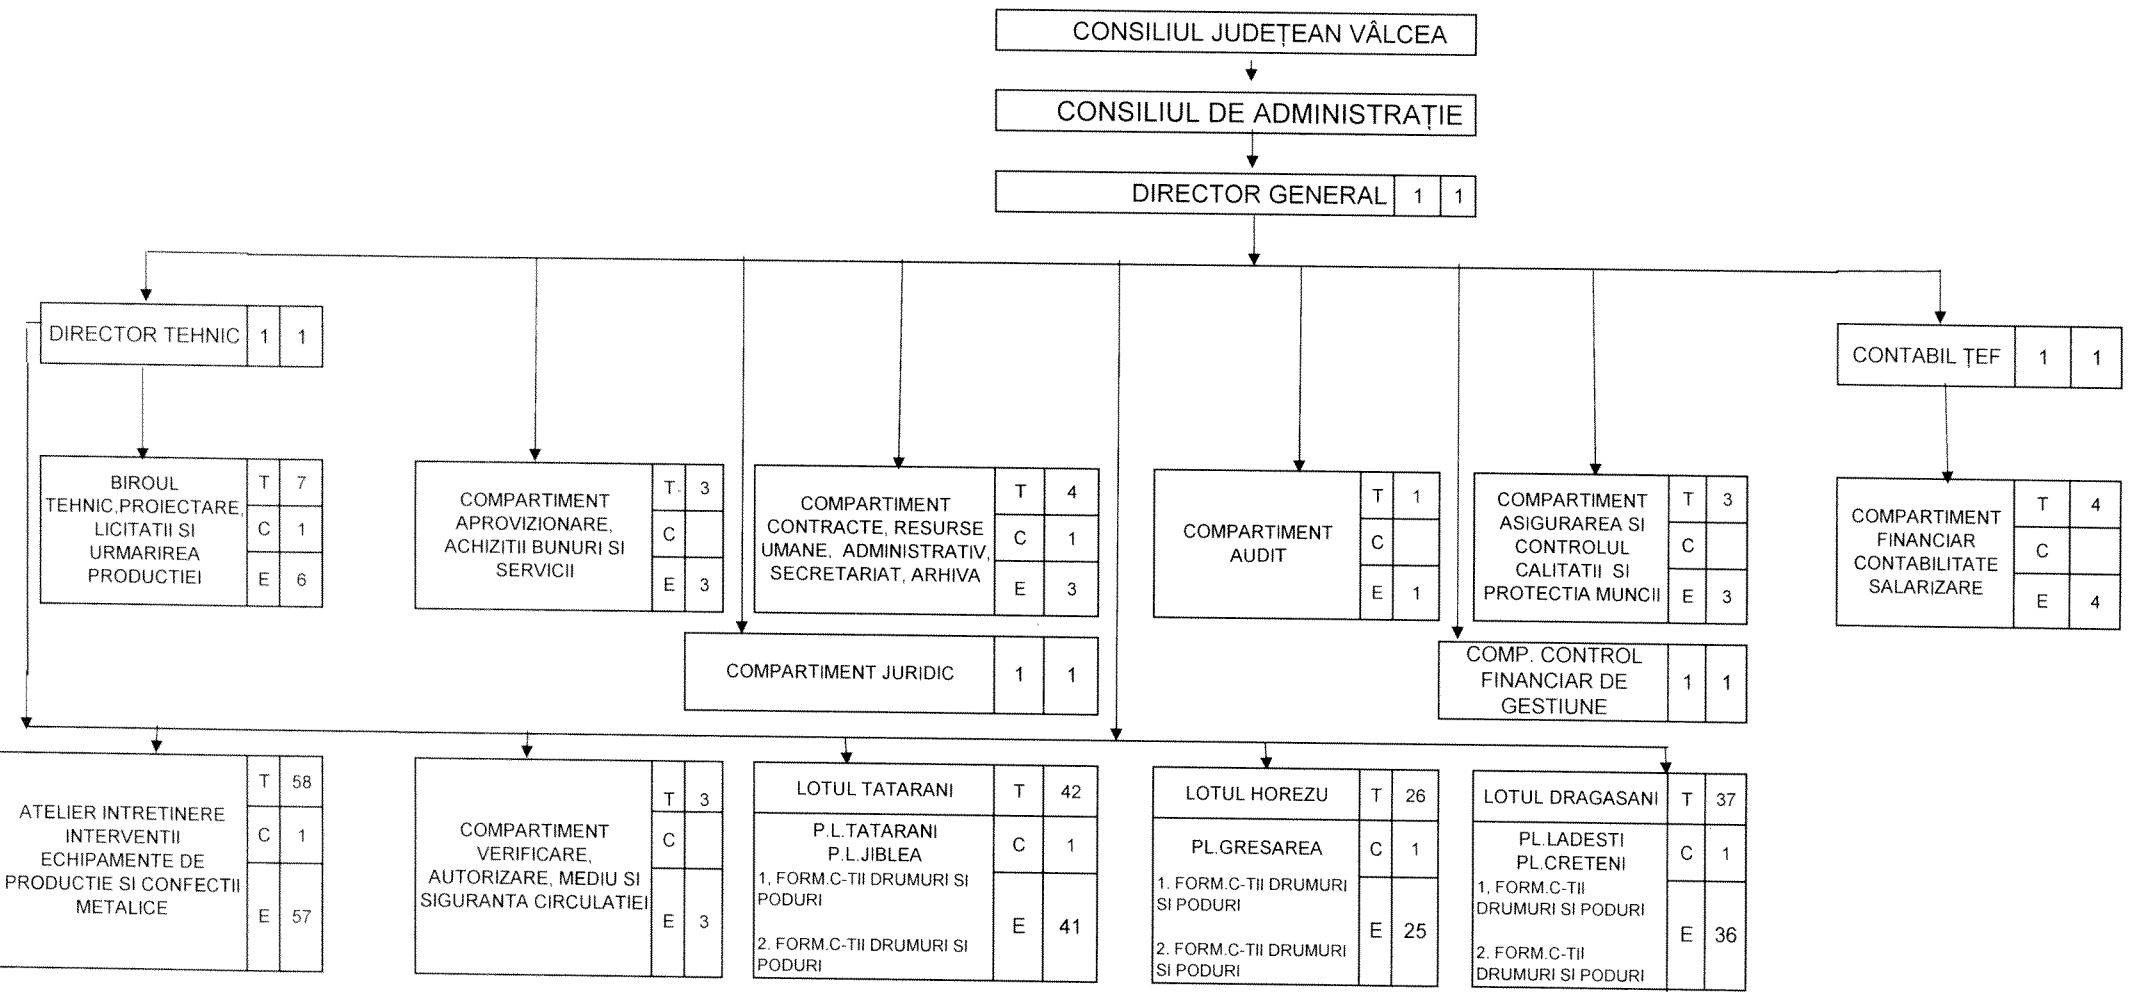 CONSILIUL JUDEȚEAN VÂLCEA
CONSILIUL DE ADMINISTRAȚIE
DIRECTOR GENERAL 1 1
DIRECTOR TEHNIC 1 1
CONTABIL ȚEF 1 1
BIROUL
TEHNIC,PROIECTARE,
LICITATII SI
URMARIREA
PRODUCTIEI
T 7
C 1
E 6
COMPARTIMENT
APROVIZIONARE,
ACHIZITII BUNURI SI
SERVICII
T. 3
C
E 3
COMPARTIMENT
CONTRACTE, RESURSE
UMANE, ADMINISTRATIV,
SECRETARIAT, ARHIVA
T 4
C 1
E 3
COMPARTIMENT
AUDIT
T 1
C
E 1
COMPARTIMENT
ASIGURAREA SI
CONTROLUL
CALITATII SI
PROTECTIA MUNCII
T 3
C
E 3
COMPARTIMENT
FINANCIAR
CONTABILITATE
SALARIZARE
T 4
C
E 4
COMPARTIMENT JURIDIC 1 1
COMP. CONTROL
FINANCIAR DE
GESTIUNE
1 1
ATELIER INTRETINERE
INTERVENTII
ECHIPAMENTE DE
PRODUCTIE SI CONFECTII
METALICE
T 58
C 1
E 57
COMPARTIMENT
VERIFICARE,
AUTORIZARE, MEDIU SI
SIGURANTA CIRCULATIEI
T 3
C
E 3
LOTUL TATARANI T 42
P.L.TATARANI
P.L.JIBLEA
C 1
1, FORM.C-TII DRUMURI SI
PODURI
2. FORM.C-TII DRUMURI SI
PODURI
E 41
LOTUL HOREZU T 26
PL.GRESAREA C 1
1. FORM.C-TII DRUMURI
SI PODURI
2. FORM.C-TII DRUMURI
SI PODURI
E 25
LOTUL DRAGASANI T 37
PL.LADESTI
PL.CRETENI
C 1
1, FORM.C-TII
DRUMURI SI PODURI
2. FORM.C-TII
DRUMURI SI PODURI
E 36